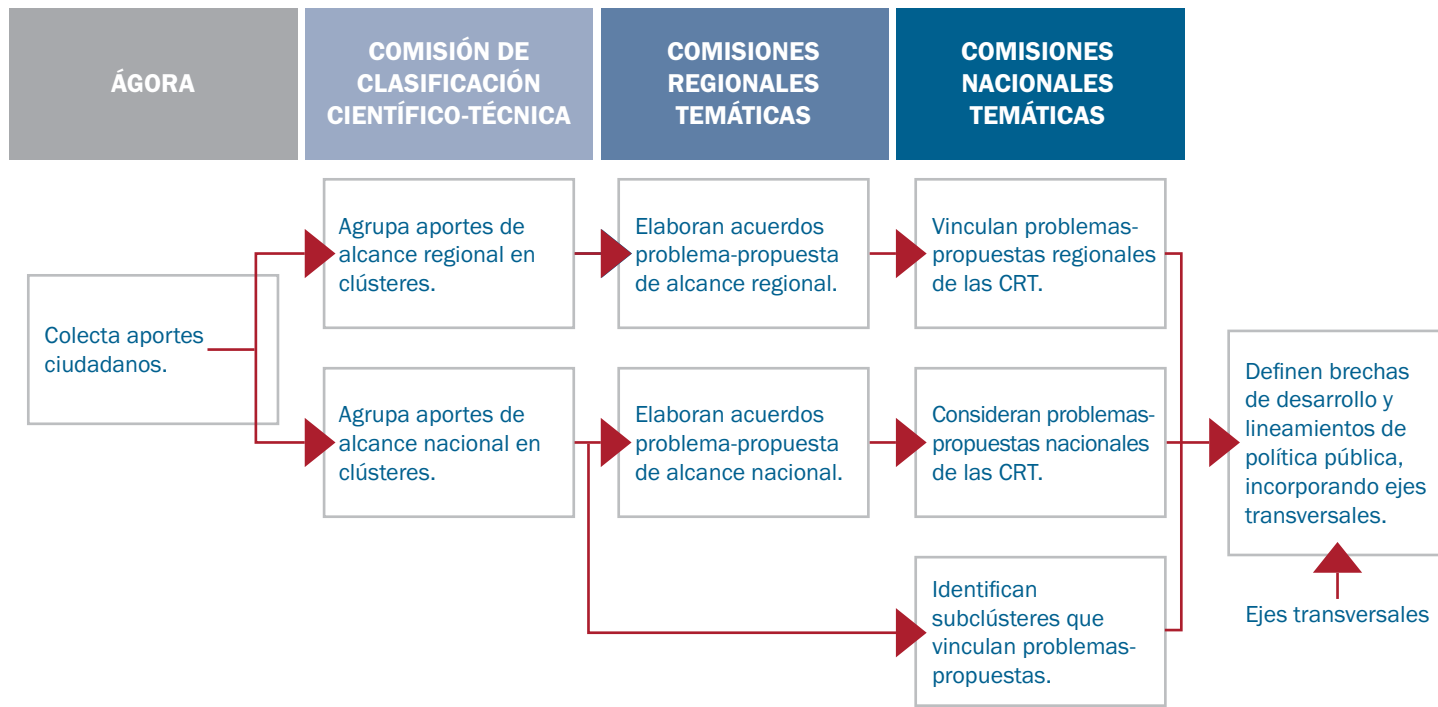 ÁGORA
COMISIÓN DE
CLASIFICACIÓN
CIENTÍFICO-TÉCNICA
COMISIONES
REGIONALES
TEMÁTICAS
COMISIONES
NACIONALES
TEMÁTICAS
Colecta aportes
ciudadanos.
Agrupa aportes de
alcance regional en
clústeres.
Elaboran acuerdos
problema-propuesta
de alcance regional.
Vinculan problemas-
propuestas regionales
de las CRT.
Agrupa aportes de
alcance nacional en
clústeres.
Elaboran acuerdos
problema-propuesta
de alcance nacional.
Consideran problemas-
propuestas nacionales
de las CRT.
Identifican
subclústeres que
vinculan problemas-
propuestas.
Definen brechas
de desarrollo y
lineamientos de
política pública,
incorporando ejes
transversales.
Ejes transversales